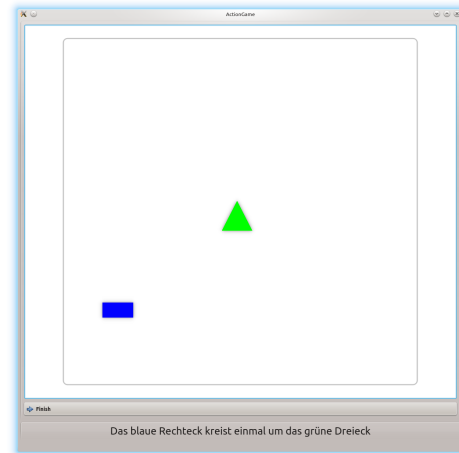 ActionGame
Finish
Das blaue Rechteck kreist einmal um das grüne Dreieck